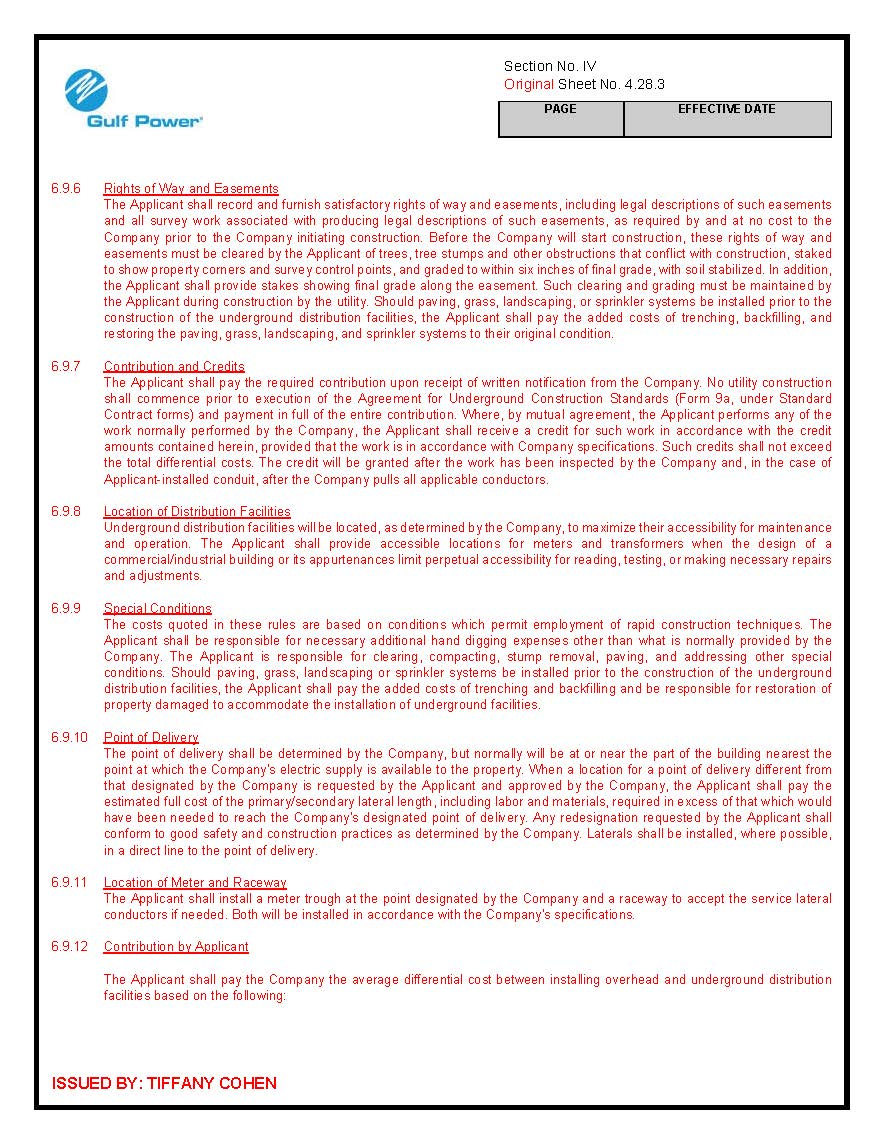 Section No. IV
Original Sheet No. 4.28.3
Gulf Power®
PAGE EFFECTIVE DATE
6.9.6 Rights of Way and Easements
The Applicant shall record and furnish satisfactory rights of way and easements, including legal descriptions of such easements
and all survey work associated with producing legal descriptions of such easements, as required by and at no cost to the
Company prior to the Company initiating construction. Before the Company will start construction, these rights of way and
easements must be cleared by the Applicant of trees, tree stumps and other obstructions that conflict with construction, staked
to show property corners and survey control points, and graded to within six inches of final grade, with soil stabilized. In addition,
the Applicant shall provide stakes showing final grade along the easement. Such clearing and grading must be maintained by
the Applicant during construction by the utility. Should paving, grass, landscaping, or sprinkler systems be installed prior to the
construction of the underground distribution facilities, the Applicant shall pay the added costs of trenching, backfilling, and
restoring the paving, grass, landscaping, and sprinkler systems to their original condition.
6.9.7 Contribution and Credits
The Applicant shall pay the required contribution upon receipt of written notification from the Company. No utility construction
shall commence prior to execution of the Agreement for Underground Construction Standards (Form 9a, under Standard
Contract forms) and payment in full of the entire contribution. Where, by mutual agreement, the Applicant performs any of the
work normally performed by the Company, the Applicant shall receive a credit for such work in accordance with the credit
amounts contained herein, provided that the work is in accordance with Company specifications. Such credits shall not exceed
the total differential costs. The credit will be granted after the work has been inspected by the Company and, in the case of
Applicant-installed conduit, after the Company pulls all applicable conductors.
6.9.8 Location of Distribution Facilities
Underground distribution facilities will be located, as determined by the Company, to maximize their accessibility for maintenance
and operation. The Applicant shall provide accessible locations for meters and transformers when the design of a
commercial/industrial building or its appurtenances limit perpetual accessibility for reading, testing, or making necessary repairs
and adjustments.
6.9.9 Special Conditions
The costs quoted in these rules are based on conditions which permit employment of rapid construction techniques. The
Applicant shall be responsible for necessary additional hand digging expenses other than what is normally provided by the
Company. The Applicant is responsible for clearing, compacting, stump removal, paving, and addressing other special
conditions. Should paving, grass, landscaping or sprinkler systems be installed prior to the construction of the underground
distribution facilities, the Applicant shall pay the added costs of trenching and backfilling and be responsible for restoration of
property damaged to accommodate the installation of underground facilities.
6.9.10 Point of Delivery
The point of delivery shall be determined by the Company, but normally will be at or near the part of the building nearest the
point at which the Company's electric supply is available to the property. When a location for a point of delivery different from
that designated by the Company is requested by the Applicant and approved by the Company, the Applicant shall pay the
estimated full cost of the primary/secondary lateral length, including labor and materials, required in excess of that which would
have been needed to reach the Company's designated point of delivery. Any redesignation requested by the Applicant shall
conform to good safety and construction practices as determined by the Company. Laterals shall be installed, where possible,
in a direct line to the point of delivery.
6.9.11 Location of Meter and Raceway
The Applicant shall install a meter trough at the point designated by the Company and a raceway to accept the service lateral
conductors if needed. Both will be installed in accordance with the Company's specifications.
6.9.12 Contribution by Applicant
The Applicant shall pay the Company the average differential cost between installing overhead and underground distribution
facilities based on the following:
ISSUED BY: TIFFANY COHEN